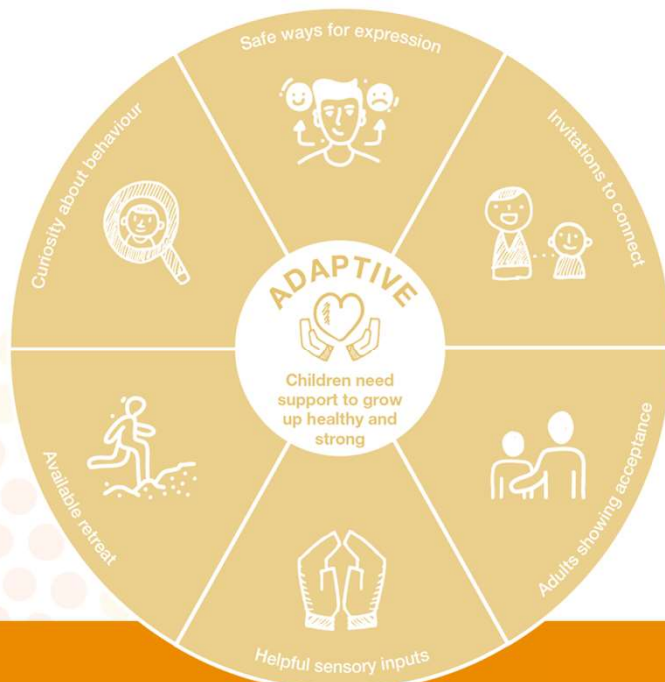 Safe ways for expression
Invitations to connect
Adults showing acceptance
Helpful sensory inputs
Available retreat
Curiosity about behaviour
ADAPTIVE
Children need
support to grow
up healthy and
strong